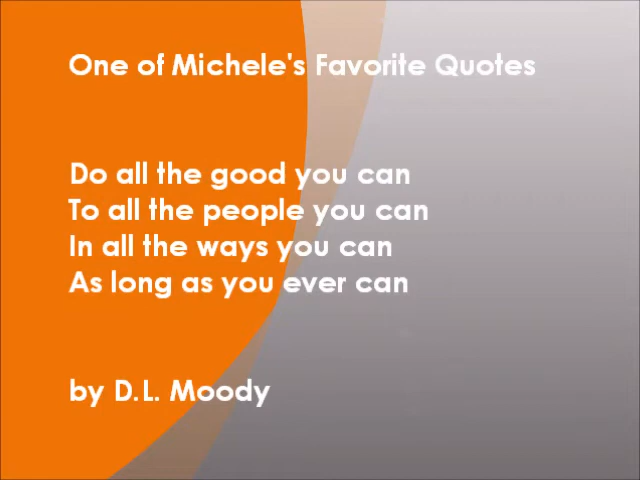 One of Michele's Favorite Quotes
Do all the good you can
To all the people you can
In all the ways you can
As long as you ever can
by D.L. Moody